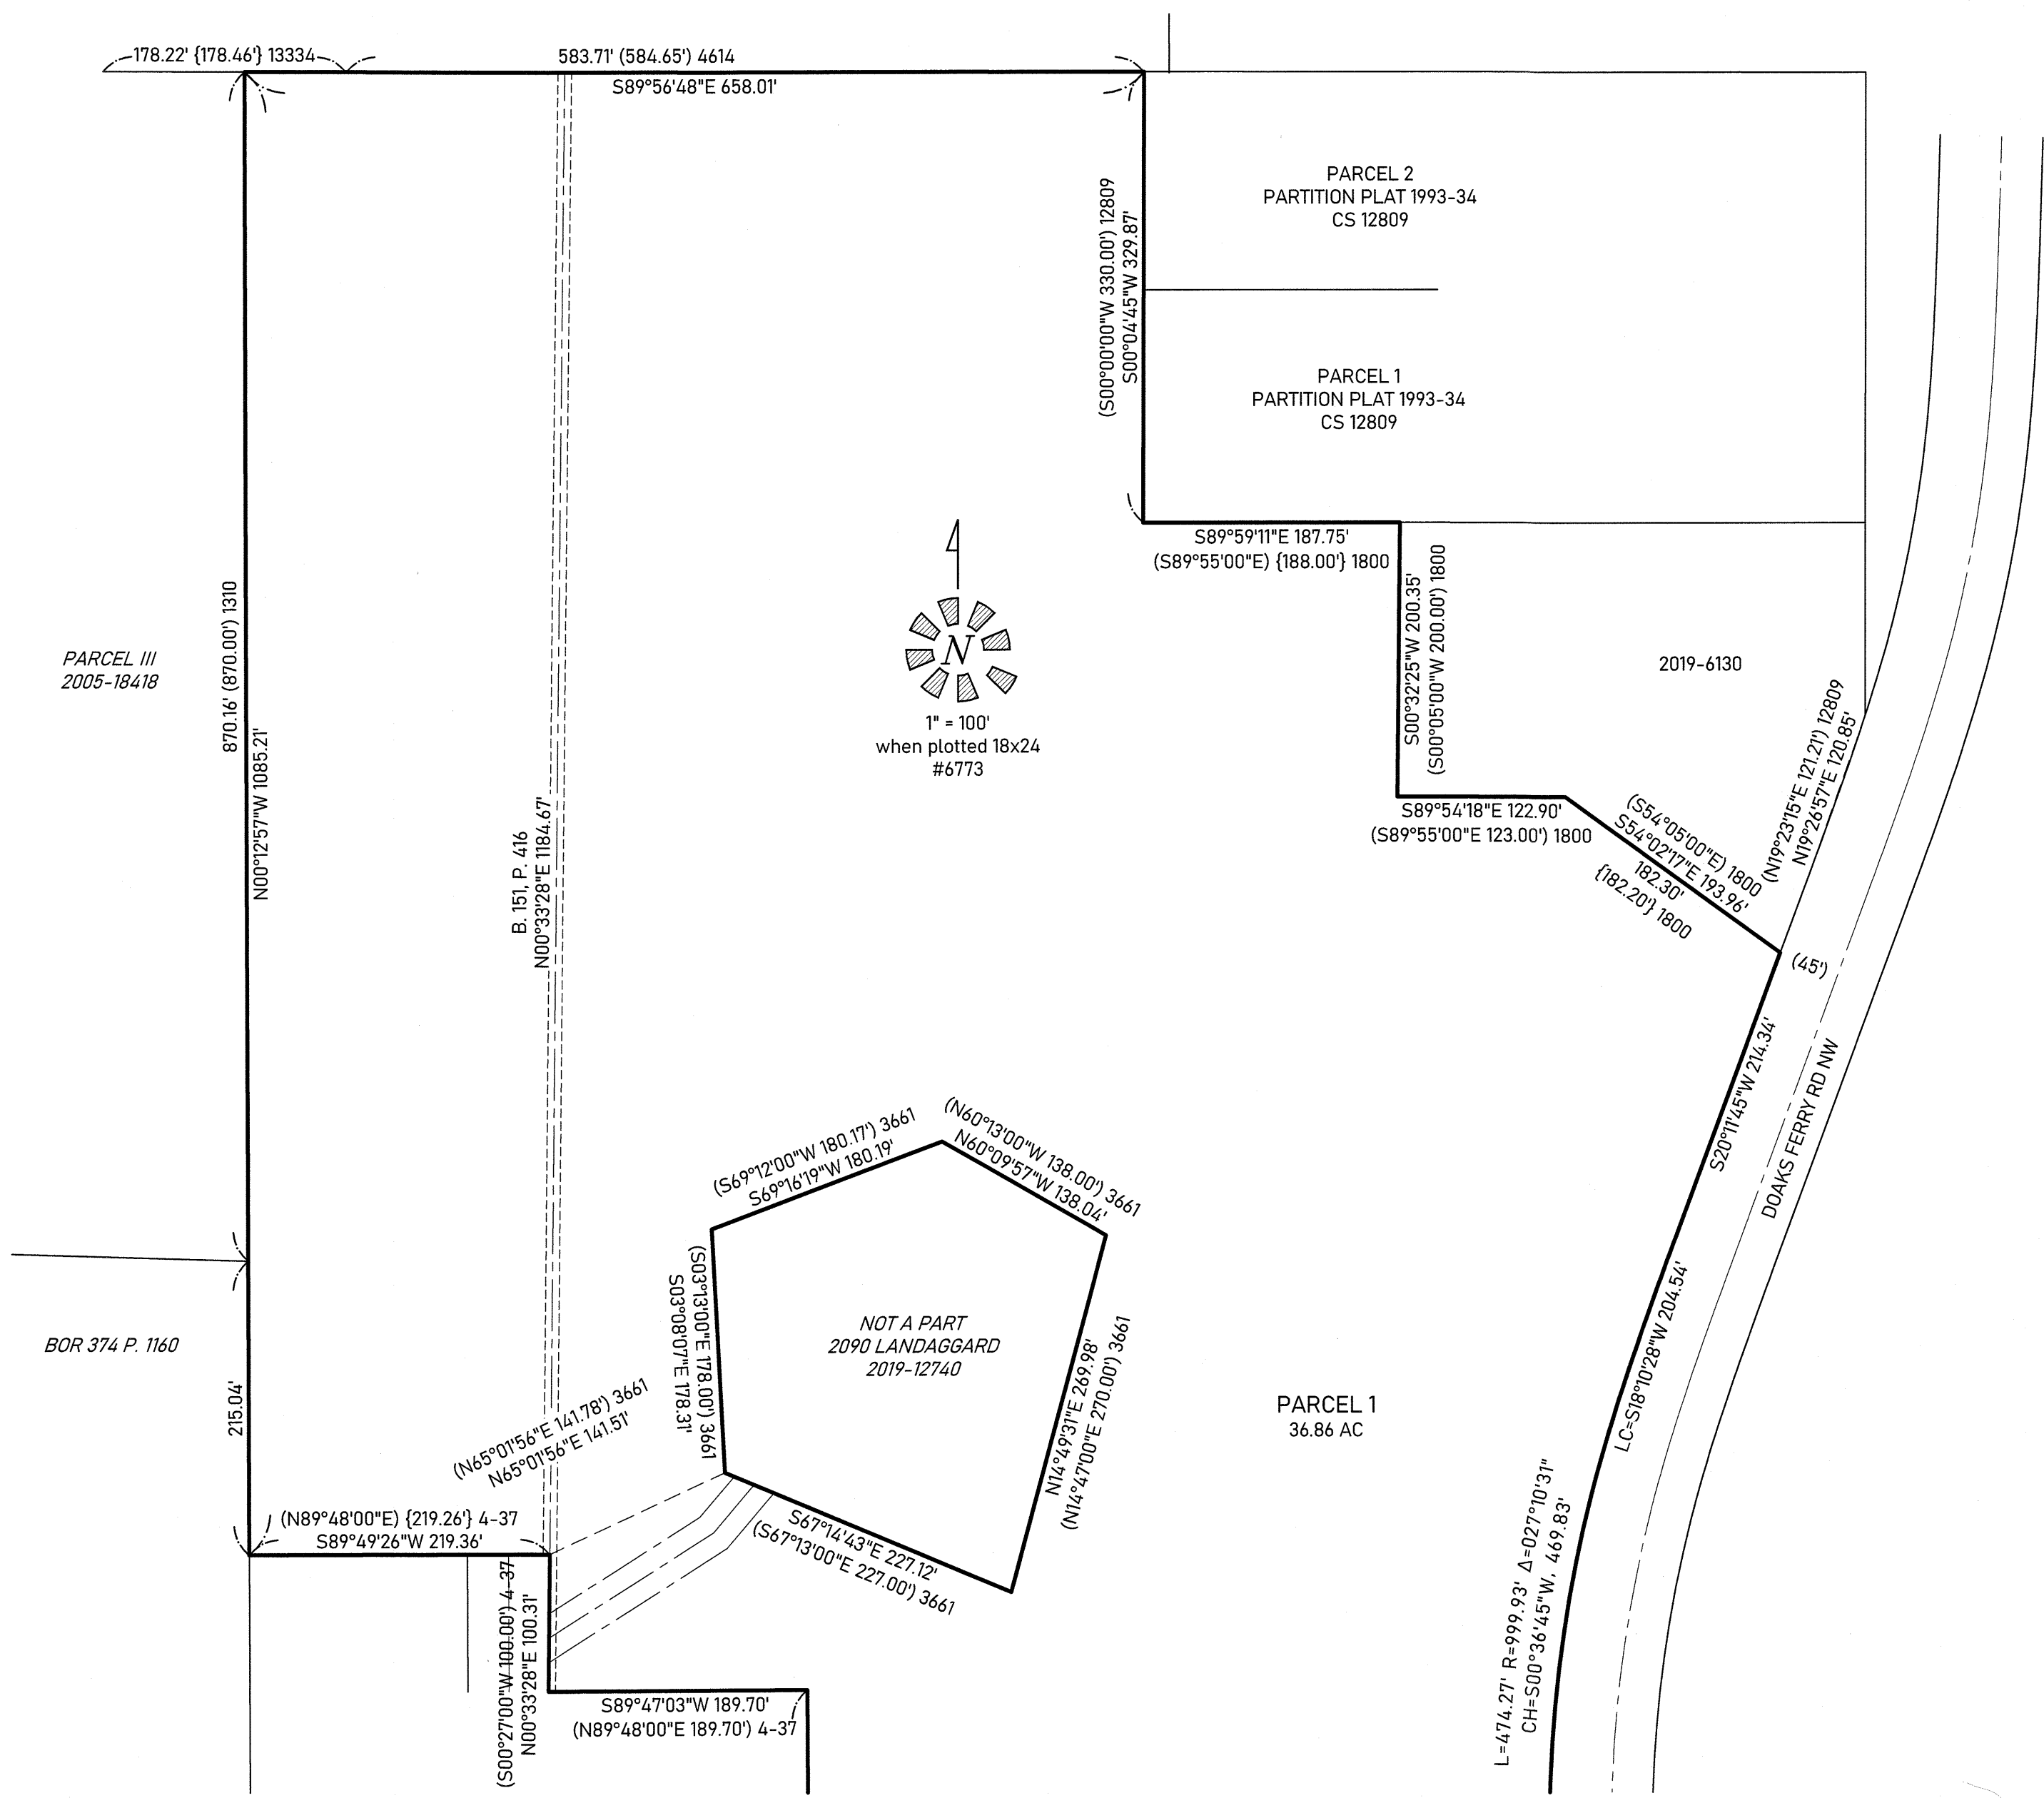 178.22' {178.46'} 13334
583.71' (584.65') 4614
S89°56'48"E 658.01'
PARCEL 2
PARTITION PLAT 1993-34
CS 12809
(S00°00'00"W 330.00') 12809
S00°04'45"W 329.87'
PARCEL 1
PARTITION PLAT 1993-34
CS 12809
S89°59'11"E 187.75'
(S89°55'00"E) {188.00'} 1800
S00°32'25"W 200.35'
(S00°05'00"W 200.00') 1800
2019-6130
PARCEL III
2005-18418
870.16' (870.00') 1310
N00°12'57"W 1085.21'
N
1" = 100'
when plotted 18x24
#6773
B. 151, P. 416
N00°33'28"E 1184.67'
S89°54'18"E 122.90'
(S89°55'00"E 123.00') 1800
(S54°05'00"E) 1800
S54°02'17"E 193.96'
182.30'
{182.20'} 1800
(N19°23'15"E 121.21') 12809
N19°26'57"E 120.85'
(45')
S20°11'45"W 214.34'
DOAKS FERRY RD NW
(S69°12'00"W 180.17') 3661
S69°16'19"W 180.19'
(N60°13'00"W 138.00') 3661
N60°09'57"W 138.04'
(S03°13'00"E 178.00') 3661
S03°08'07"E 178.31'
NOT A PART
2090 LANDAGGARD
2019-12740
N14°49'31"E 269.98'
(N14°47'00"E 270.00') 3661
BOR 374 P. 1160
215.04'
(N65°01'56"E 141.78') 3661
N65°01'56"E 141.51'
PARCEL 1
36.86 AC
LC=S18°10'28"W 204.54'
L=474.27' R=999.93' Δ=027°10'31"
CH=S00°36'45"W, 469.83'
(N89°48'00"E) {219.26'} 4-37
S89°49'26"W 219.36'
S67°14'43"E 227.12'
(S67°13'00"E 227.00') 3661
(S00°27'00"W 100.00') 4-37
N00°33'28"E 100.31'
S89°47'03"W 189.70'
(N89°48'00"E 189.70') 4-37